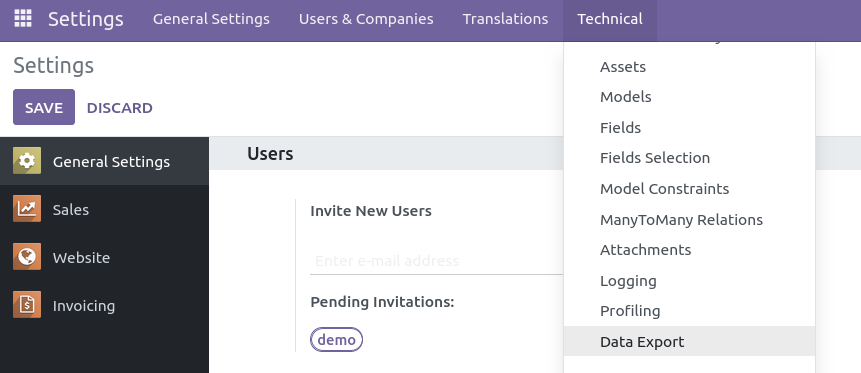 Settings General Settings Users & Companies Translations Technical
Settings
SAVE DISCARD
General Settings
Sales
Website
Invoicing
Users
Invite New Users
Enter e-mail address
Pending Invitations:
demo
Assets
Models
Fields
Fields Selection
Model Constraints
ManyToMany Relations
Attachments
Logging
Profiling
Data Export